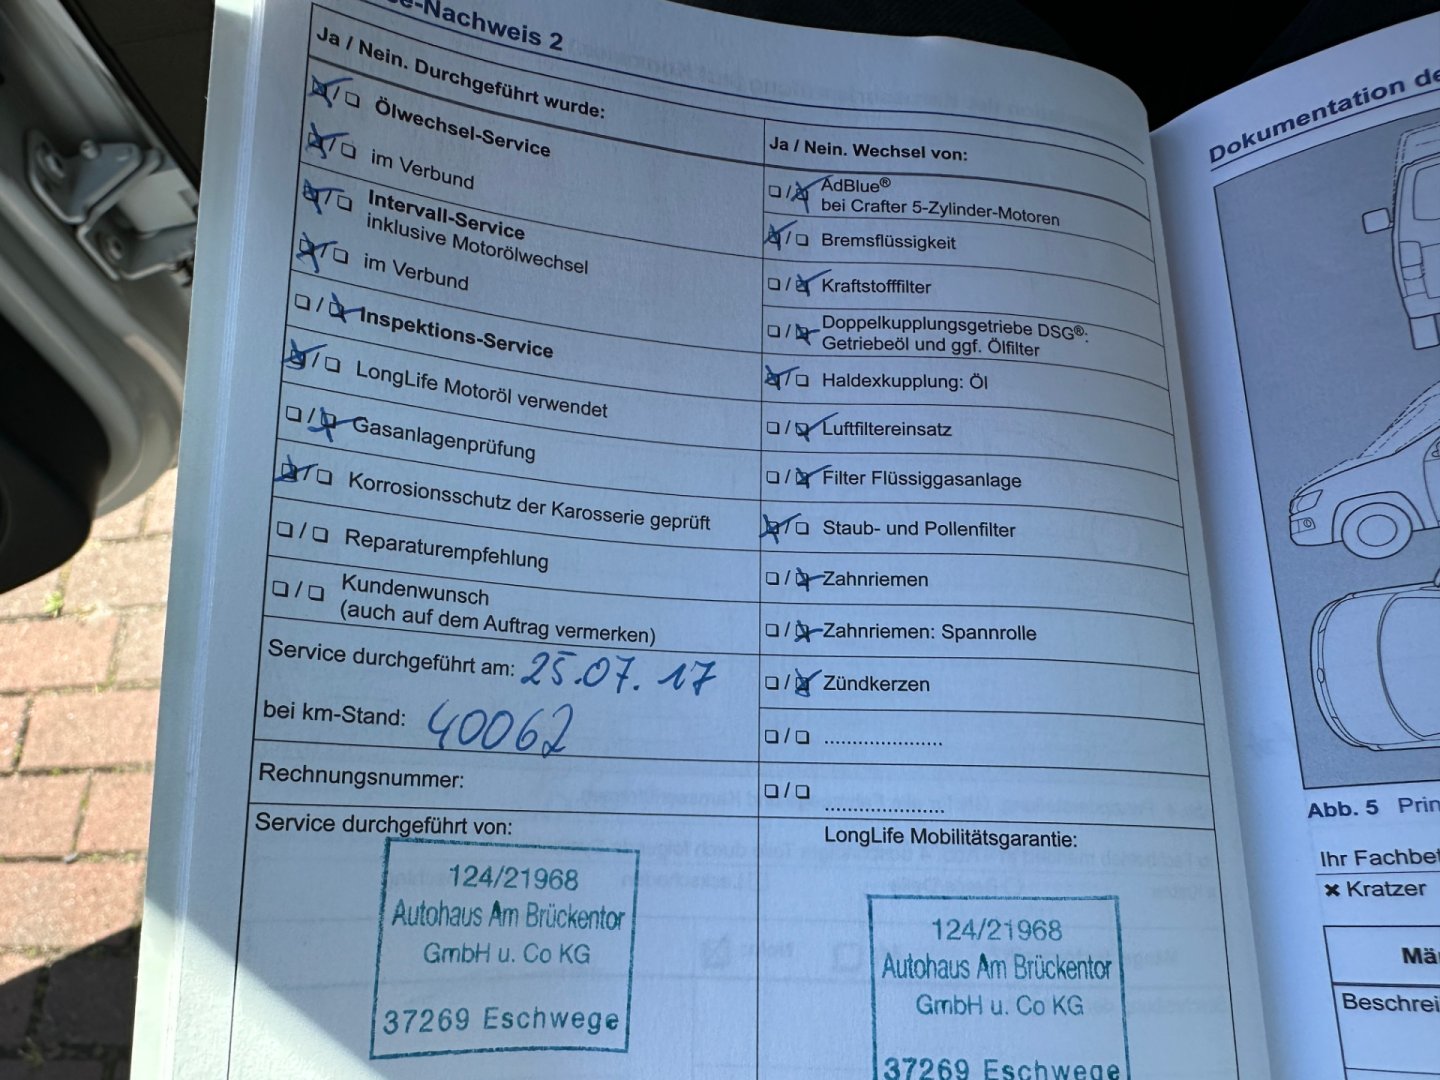 -Nachweis 2
Ja / Nein. Durchgeführt wurde:
Ölwechsel-Service
im Verbund
Intervall-Service
inklusive Motorölwechsel
im Verbund
Inspektions-Service
LongLife Motoröl verwendet
Gasanlagenprüfung
Korrosionsschutz der Karosserie geprüft
Reparaturempfehlung
Kundenwunsch
(auch auf dem Auftrag vermerken)
Service durchgeführt am: 25.07.17
bei km-Stand: 40062
Rechnungsnummer:
Service durchgeführt von:
124/21968
Autohaus Am Brückentor
GmbH u. Co KG
37269 Eschwege
Ja / Nein. Wechsel von:
AdBlue®
bei Crafter 5-Zylinder-Motoren
Bremsflüssigkeit
Kraftstofffilter
Doppelkupplungsgetriebe DSG®:
Getriebeöl und ggf. Ölfilter
Haldexkupplung: Öl
Luftfiltereinsatz
Filter Flüssiggasanlage
Staub- und Pollenfilter
Zahnriemen
Zahnriemen: Spannrolle
Zündkerzen
LongLife Mobilitätsgarantie:
124/21968
Autohaus Am Brückentor
GmbH u. Co KG
37269 Eschwege
Dokumentation de
Abb. 5 Prin
Ihr Fachbet
Kratzer
Mä
Beschrei